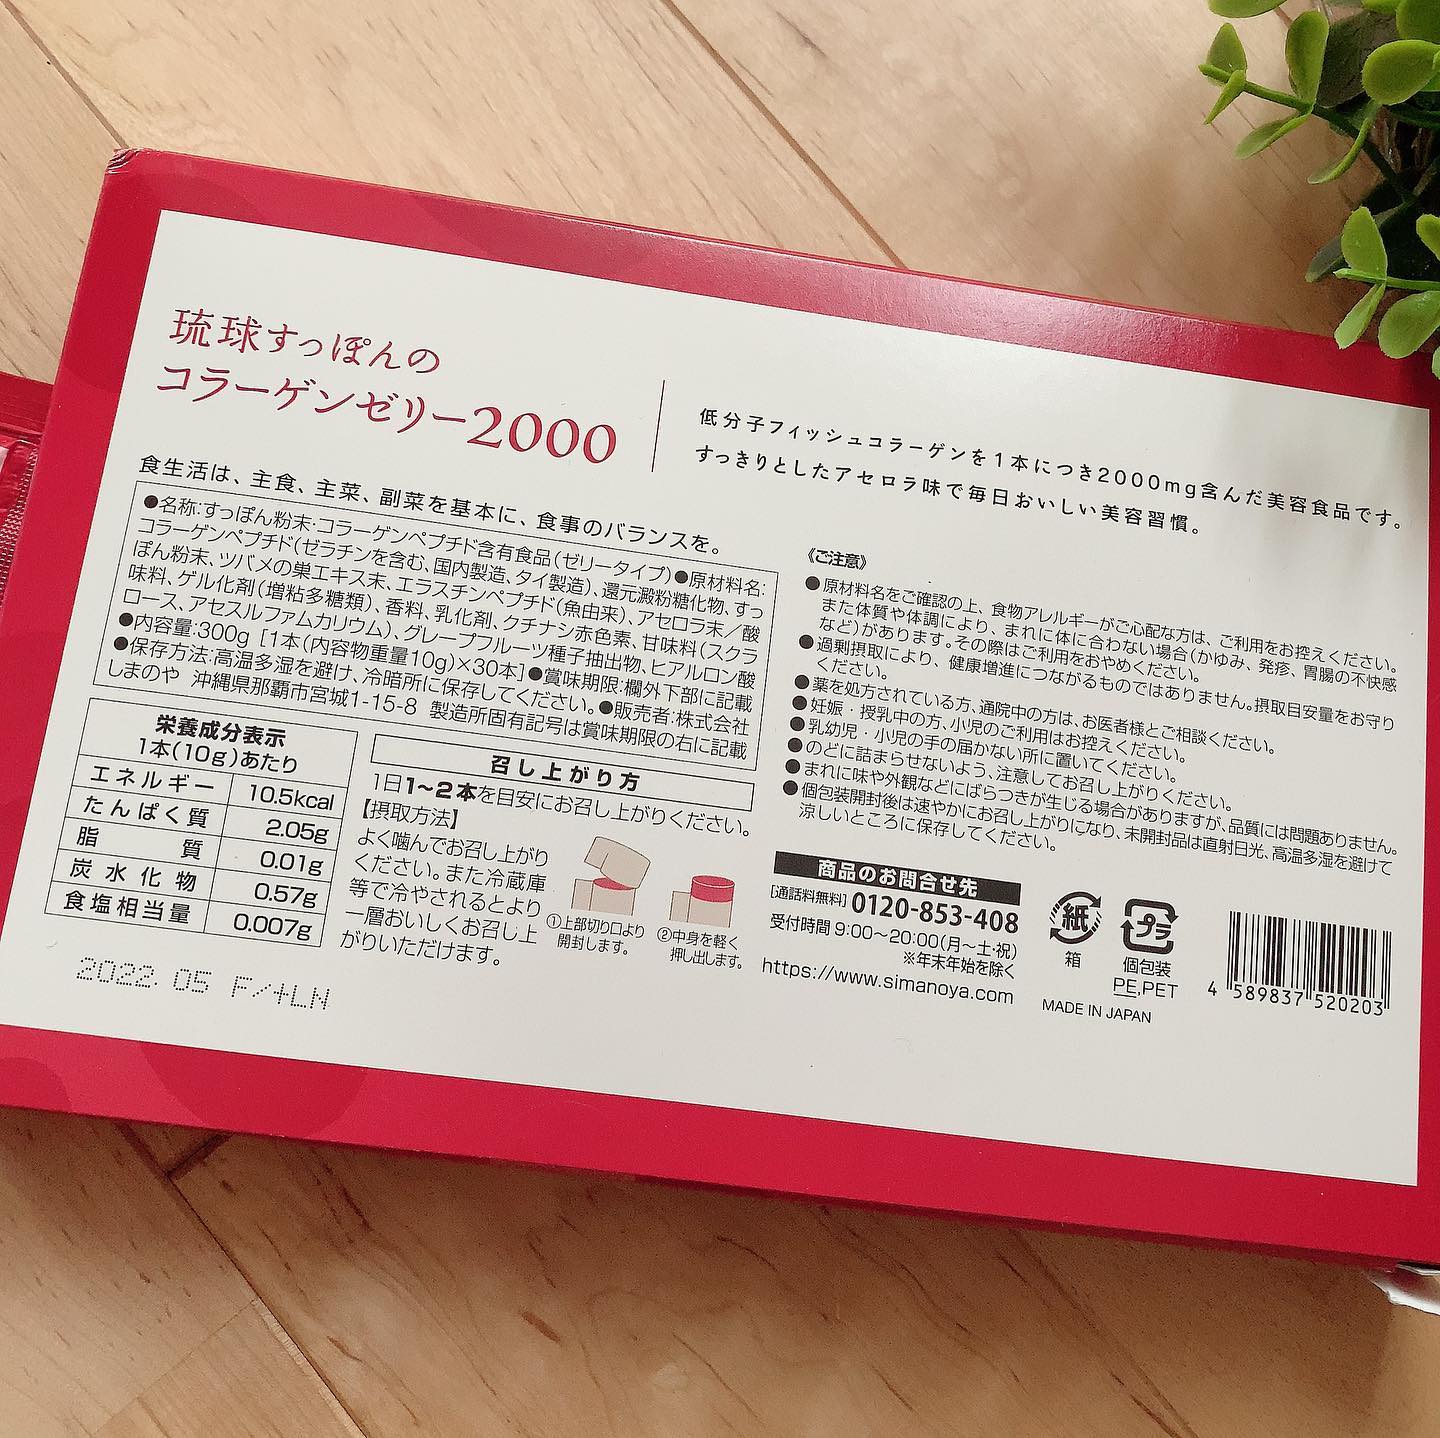 琉球すっぽんの
コラーゲンゼリー2000
低分子フィッシュコラーゲンを1本につき2000mg含んだ美容食品です。
すっきりとしたアセロラ味で毎日おいしい美容習慣。
食生活は、主食、主菜、副菜を基本に、食事のバランスを。
●名称:すっぽん粉末・コラーゲンペプチド含有食品(ゼリータイプ)●原材料名:
コラーゲンペプチド(ゼラチンを含む、国内製造、タイ製造)、還元澱粉糖化物、すっ
ぽん粉末、ツバメの巣エキス末、エラスチンペプチド(魚由来)、アセロラ末／酸
味料、ゲル化剤(増粘多糖類)、香料、乳化剤、クチナシ赤色素、甘味料(スクラ
ロース、アセスルファムカリウム)、グレープフルーツ種子抽出物、ヒアルロン酸
●内容量:300g [1本(内容物重量10g)×30本]●賞味期限:欄外下部に記載
●保存方法:高温多湿を避け、冷暗所に保存してください。●販売者:株式会社
しまのや 沖縄県那覇市宮城1-15-8 製造所固有記号は賞味期限の右に記載
栄養成分表示
1本(10g)あたり
エネルギー 10.5kcal
たんぱく質 2.05g
脂質 0.01g
炭水化物 0.57g
食塩相当量 0.007g
2022.05 F/+LN
召し上がり方
1日1～2本を目安にお召し上がりください。
【摂取方法】
よく噛んでお召し上がり
ください。また冷蔵庫
等で冷やされるとより
一層おいしくお召し上
がりいただけます。
①上部切り口より
開封します。
②中身を軽く
押し出します。
《ご注意》
●原材料名をご確認の上、食物アレルギーがご心配な方は、ご利用をお控えください。
また体質や体調により、まれに体に合わない場合(かゆみ、発疹、胃腸の不快感
など)があります。その際はご利用をおやめください。
●過剰摂取により、健康増進につながるものではありません。摂取目安量をお守り
ください。
●薬を処方されている方、通院中の方は、お医者様とご相談ください。
●妊娠・授乳中の方、小児のご利用はお控えください。
●乳幼児・小児の手の届かない所に置いてください。
●のどに詰まらせないよう、注意してお召し上がりください。
●まれに味や外観などにばらつきが生じる場合がありますが、品質には問題ありません。
●個包装開封後は速やかにお召し上がりになり、未開封品は直射日光、高温多湿を避けて
涼しいところに保存してください。
商品のお問合せ先
[通話料無料]0120-853-408
受付時間 9:00～20:00(月～土・祝)
※年末年始を除く
https://www.simanoya.com
紙
箱
プラ
個包装
PE,PET
MADE IN JAPAN
4 589837 520203